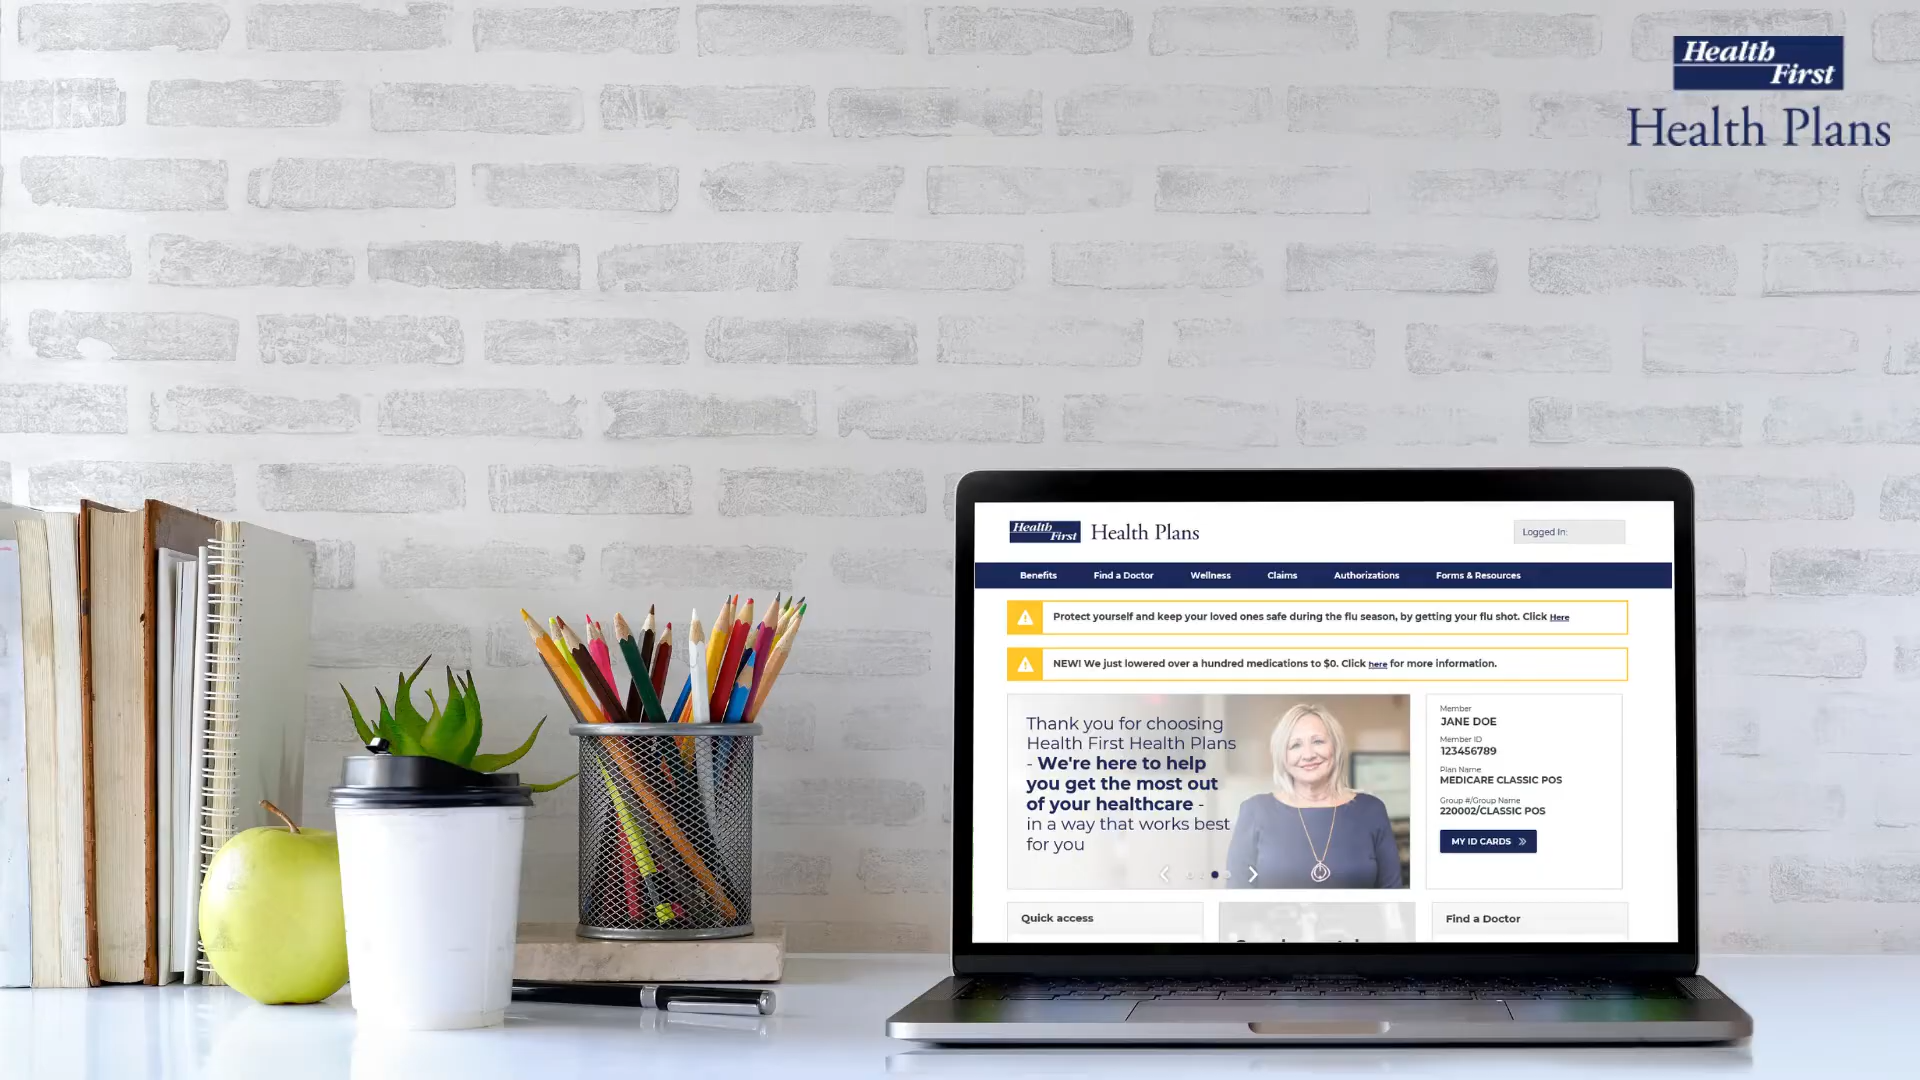 Health
First
Health Plans
Health
First
Health Plans
Logged In:
Benefits
Find a Doctor
Wellness
Claims
Authorizations
Forms & Resources
Protect yourself and keep your loved ones safe during the flu season, by getting your flu shot. Click Here
NEW! We just lowered over a hundred medications to $0. Click here for more information.
Thank you for choosing
Health First Health Plans
- We're here to help
you get the most out
of your healthcare -
in a way that works best
for you
Member
JANE DOE
Member ID
123456789
Plan Name
MEDICARE CLASSIC POS
Group #/Group Name
220002/CLASSIC POS
MY ID CARDS
Quick access
Find a Doctor